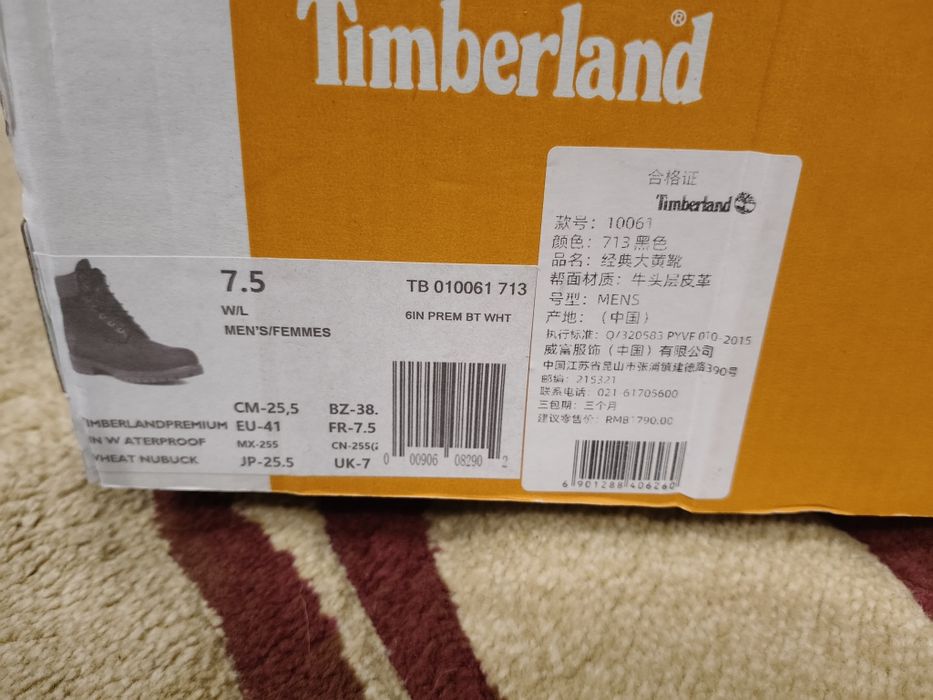 Timberland®
7.5
W/L
MEN'S/FEMMES
TB 010061 713
6IN PREM BT WHT
CM-25,5 BZ-38.
IMBERLANDPREMIUM EU-41 FR-7.5
IN W ATERPROOF MX-255 CN-255(2
WHEAT NUBUCK JP-25.5 UK-7
0 00906 08290 2
合格证
Timberland
款号: 10061
颜色: 713 黑色
品名: 经典大黄靴
帮面材质: 牛头层皮革
号型: MENS
产地: (中国)
执行标准: Q/320583 PYVF 010-2015
威富服饰(中国)有限公司
中国江苏省昆山市张浦镇建德路390号
邮编: 215321
联系电话: 021-61705600
三包期: 三个月
建议零售价: RMB1790.00
6 901288 406260